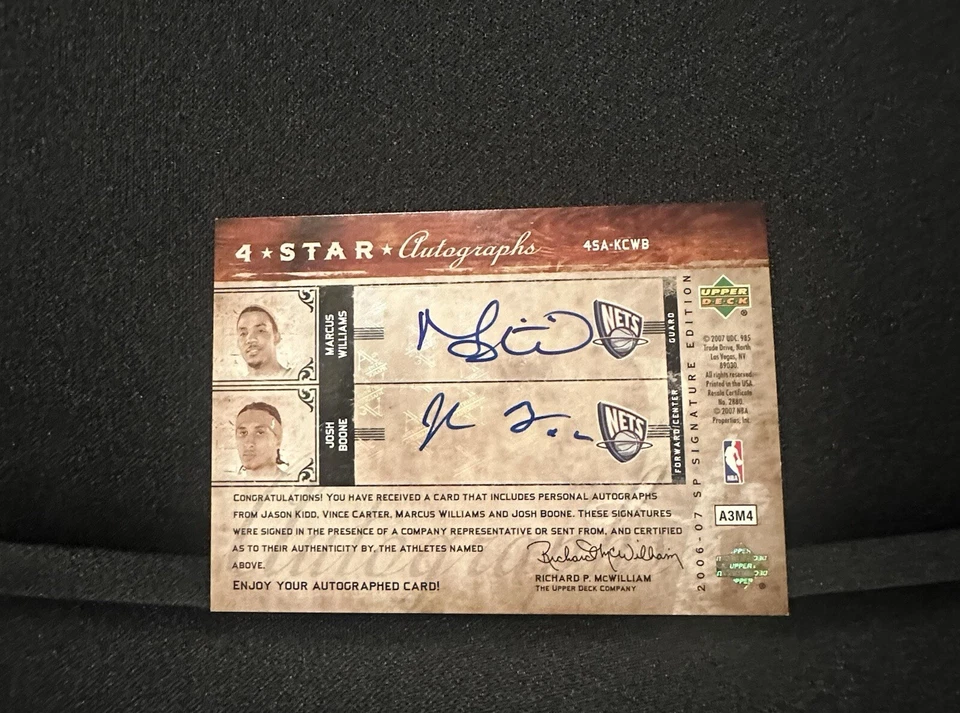 4★STAR★Autographs 4SA-KCWB
MARCUS
WILLIAMS
NETS
GUARD
JOSH
BOONE
NETS
FORWARD/CENTER
2006-07 SP SIGNATURE EDITION
UPPER
DECK
®
© 2007 UDC. 985
Trade Drive, North
Las Vegas, NV
89030.
All rights reserved.
Printed in the USA.
Resale Certificate
No. 2880.
© 2007 NBA
Properties, Inc.
NBA
A3M4
CONGRATULATIONS! YOU HAVE RECEIVED A CARD THAT INCLUDES PERSONAL AUTOGRAPHS
FROM JASON KIDD, VINCE CARTER, MARCUS WILLIAMS AND JOSH BOONE. THESE SIGNATURES
WERE SIGNED IN THE PRESENCE OF A COMPANY REPRESENTATIVE OR SENT FROM, AND CERTIFIED
AS TO THEIR AUTHENTICITY BY, THE ATHLETES NAMED
ABOVE.
ENJOY YOUR AUTOGRAPHED CARD!
Richard McWilliam
RICHARD P. MCWILLIAM
THE UPPER DECK COMPANY
UPPER
®